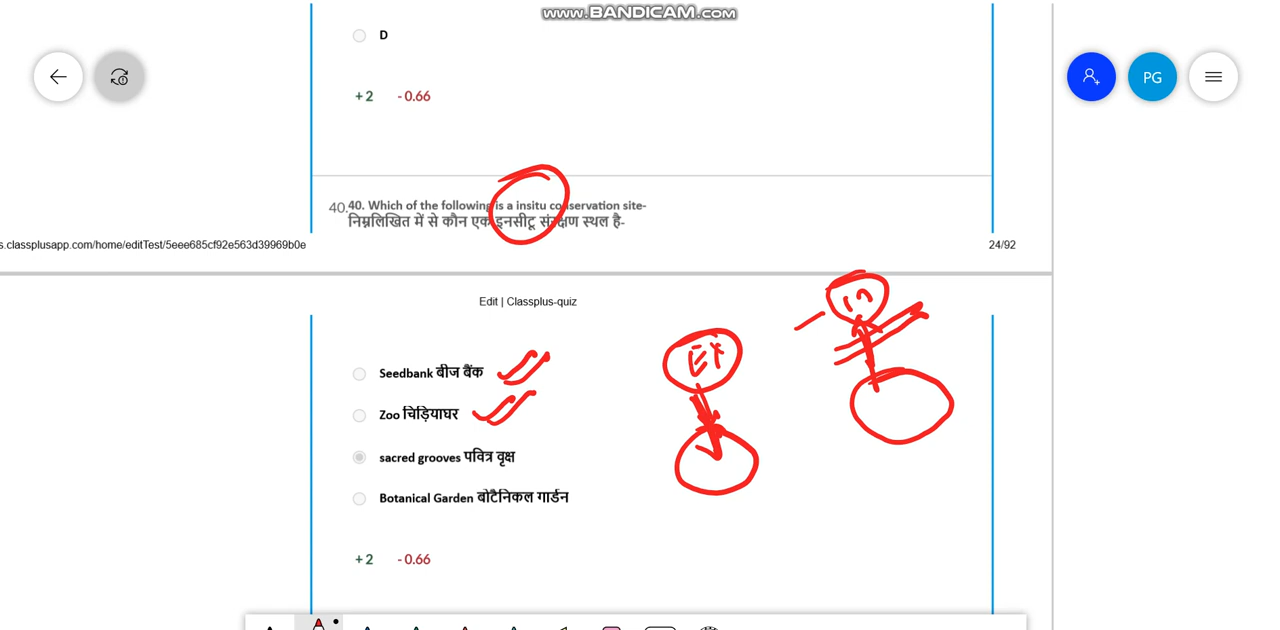 www.BANDICAM.com
D
+2 - 0.66
PG
40. 40. Which of the following is a insitu conservation site-
निम्नलिखित में से कौन एक इनसीटू संरक्षण स्थल है-
s.classplusapp.com/home/editTest/5eee685cf92e563d39969b0e 24/92
Edit | Classplus-quiz
in
Ex
Seedbank बीज बैंक
Zoo चिड़ियाघर
sacred grooves पवित्र वृक्ष
Botanical Garden बोटैनिकल गार्डन
+2 - 0.66